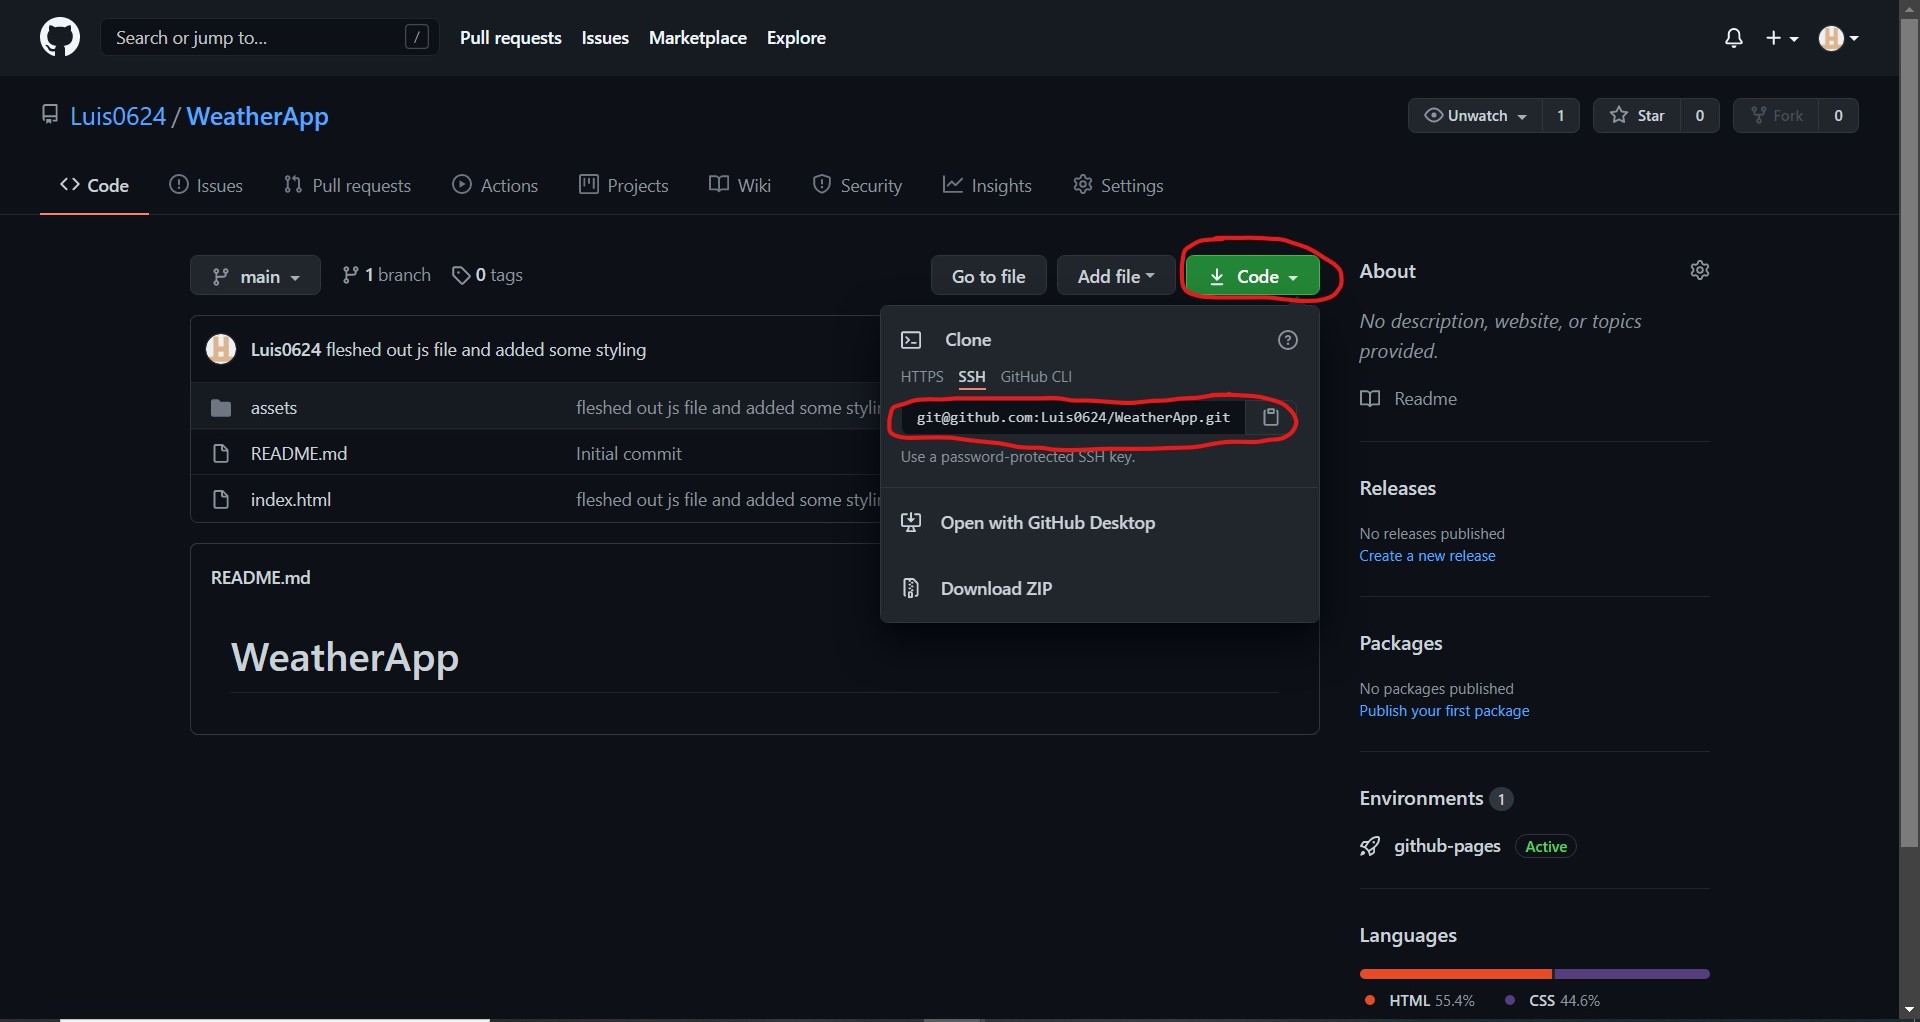 Search or jump to... /
Pull requests Issues Marketplace Explore
Luis0624 / WeatherApp
Unwatch 1 Star 0 Fork 0
Code Issues Pull requests Actions Projects Wiki Security Insights Settings
main 1 branch 0 tags Go to file Add file Code
Luis0624 fleshed out js file and added some styling
assets fleshed out js file and added some
README.md Initial commit
index.html fleshed out js file and added some
Clone ?
HTTPS SSH GitHub CLI
git@github.com:Luis0624/WeatherApp.git
Use a password-protected SSH key.
Open with GitHub Desktop
Download ZIP
README.md
WeatherApp
About
No description, website, or topics
provided.
Readme
Releases
No releases published
Create a new release
Packages
No packages published
Publish your first package
Environments 1
github-pages Active
Languages
HTML 55.4% CSS 44.6%